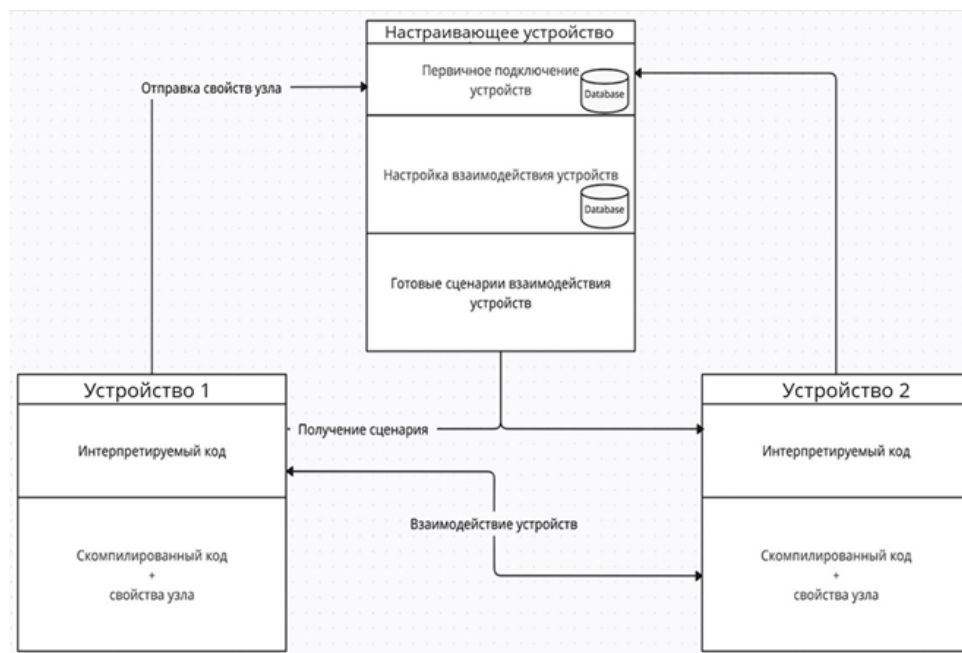 Настраивающее устройство
Первичное подключение
устройств
Database
Отправка свойств узла
Настройка взаимодействия устройств
Database
Готовые сценарии взаимодействия
устройств
Устройство 1
Интерпретируемый код
Скомпилированный код
+
свойства узла
Получение сценария
Взаимодействие устройств
Устройство 2
Интерпретируемый код
Скомпилированный код
+
свойства узла